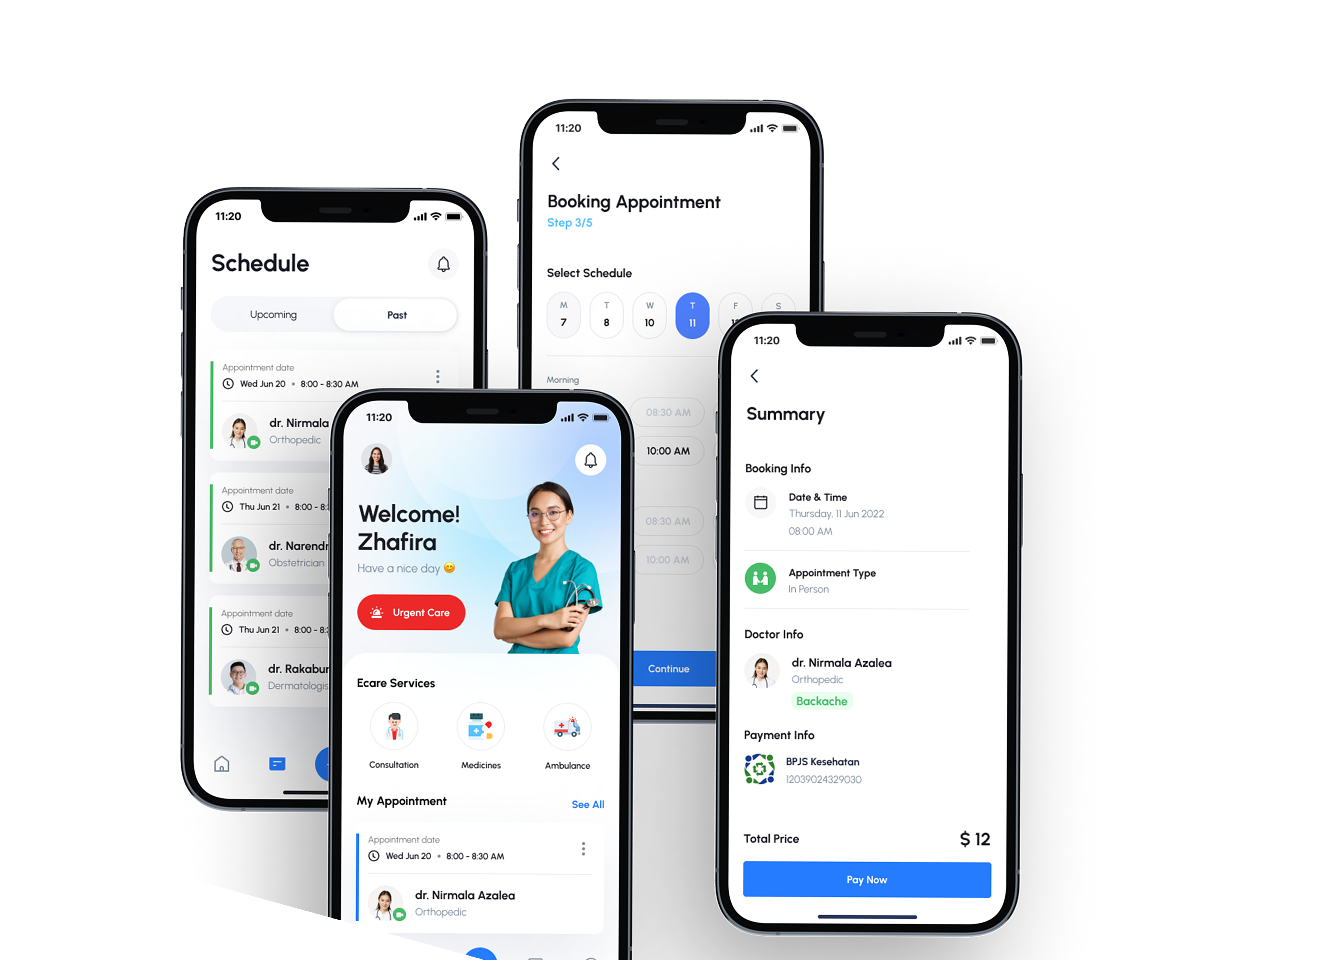 11:20
Schedule
Upcoming
Past
Appointment date
Wed Jun 20 • 8:00 - 8:30 AM
dr. Nirmala
Orthopedic
Appointment date
Thu Jun 21 • 8:00 - 8:
dr. Narendr
Obstetrician
Appointment date
Thu Jun 21 • 8:00 - 8:
dr. Rakabur
Dermatologis
11:20
Welcome!
Zhafira
Have a nice day 😊
Urgent Care
Ecare Services
Consultation
Medicines
Ambulance
My Appointment
See All
Appointment date
Wed Jun 20 • 8:00 - 8:30 AM
dr. Nirmala Azalea
Orthopedic
11:20
Booking Appointment
Step 3/5
Select Schedule
M T W T F S
7 8 10 11
Morning
08:30 AM
10:00 AM
08:30 AM
10:00 AM
Continue
11:20
Summary
Booking Info
Date & Time
Thursday, 11 Jun 2022
08:00 AM
Appointment Type
In Person
Doctor Info
dr. Nirmala Azalea
Orthopedic
Backache
Payment Info
BPJS Kesehatan
12039024329030
Total Price
$ 12
Pay Now